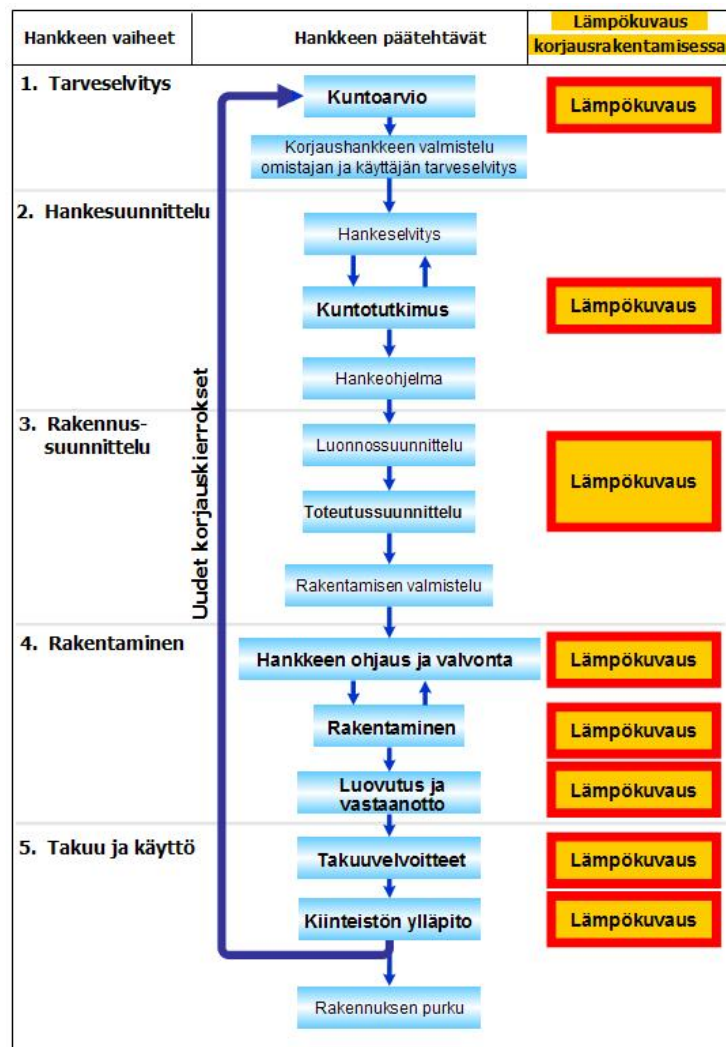 Hankkeen vaiheet
Hankkeen päätehtävät
Lämpökuvaus
korjausrakentamisessa
1. Tarveselvitys
Kuntoarvio
Lämpökuvaus
Korjaushankkeen valmistelu
omistajan ja käyttäjän tarveselvitys
2. Hankesuunnittelu
Hankeselvitys
Kuntotutkimus
Lämpökuvaus
Hankeohjelma
Uudet korjauskierrokset
3. Rakennus-
suunnittelu
Luonnossuunnittelu
Lämpökuvaus
Toteutussuunnittelu
Rakentamisen valmistelu
4. Rakentaminen
Hankkeen ohjaus ja valvonta
Lämpökuvaus
Rakentaminen
Lämpökuvaus
Luovutus ja
vastaanotto
Lämpökuvaus
5. Takuu ja käyttö
Takuuvelvoitteet
Lämpökuvaus
Kiinteistön ylläpito
Lämpökuvaus
Rakennuksen purku